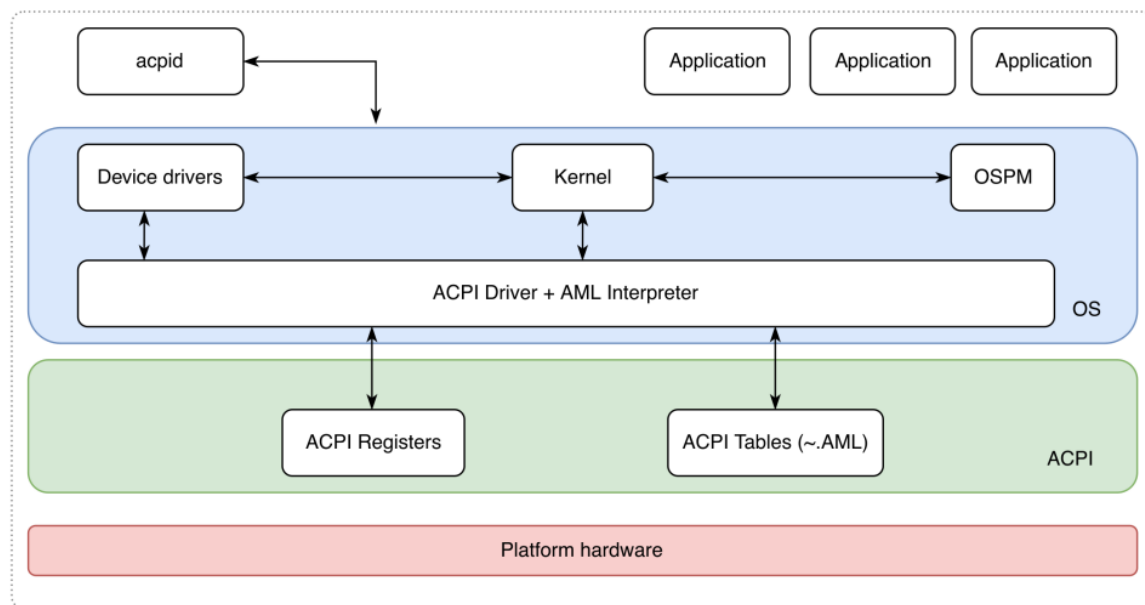 acpid
Application
Application
Application
Device drivers
Kernel
OSPM
ACPI Driver + AML Interpreter
OS
ACPI Registers
ACPI Tables (~.AML)
ACPI
Platform hardware